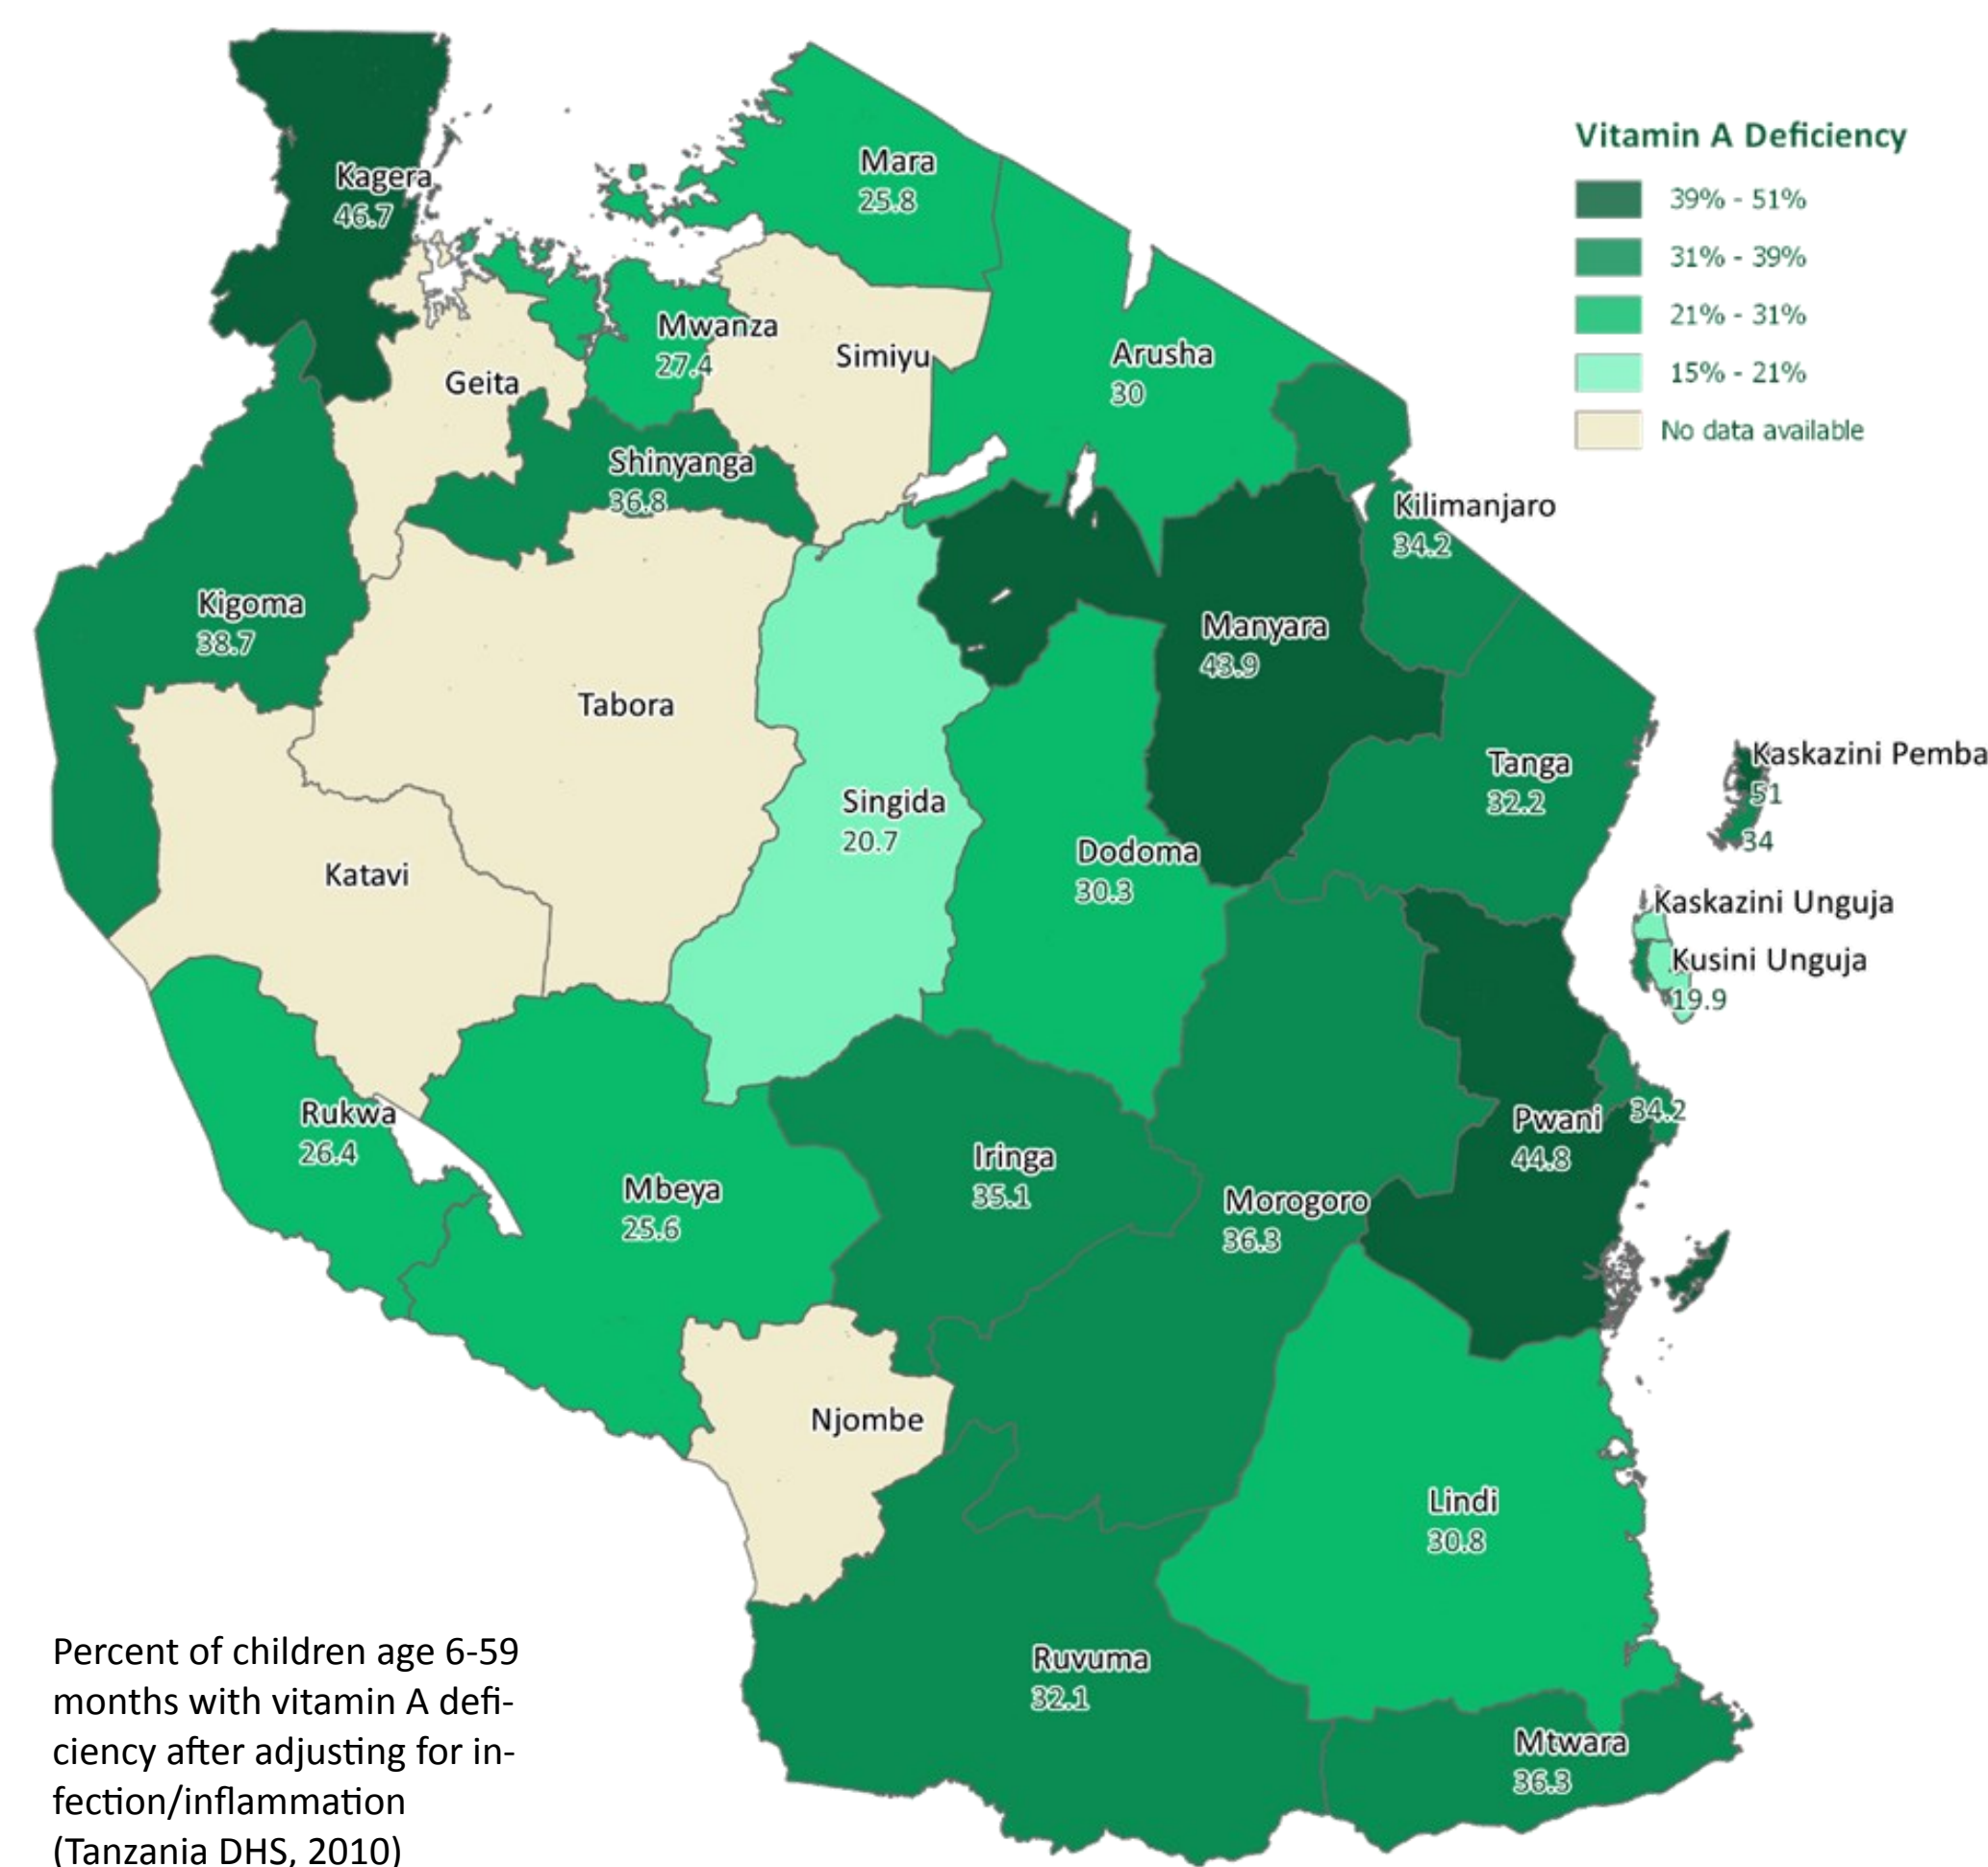 Vitamin A Deficiency
39% - 51%
31% - 39%
21% - 31%
15% - 21%
No data available
Kagera
46.7
Mara
25.8
Mwanza
27.4
Simiyu
Geita
Arusha
30
Shinyanga
36.8
Kilimanjaro
34.2
Kigoma
38.7
Manyara
43.9
Tabora
Tanga
32.2
Kaskazini Pemba
51
34
Singida
20.7
Dodoma
30.3
Katavi
Kaskazini Unguja
Kusini Unguja
19.9
Rukwa
26.4
Pwani
44.8
34.2
Iringa
35.1
Mbeya
25.6
Morogoro
36.3
Njombe
Lindi
30.8
Ruvuma
32.1
Mtwara
36.3
Percent of children age 6-59
months with vitamin A defi-
ciency after adjusting for in-
fection/inflammation
(Tanzania DHS, 2010)